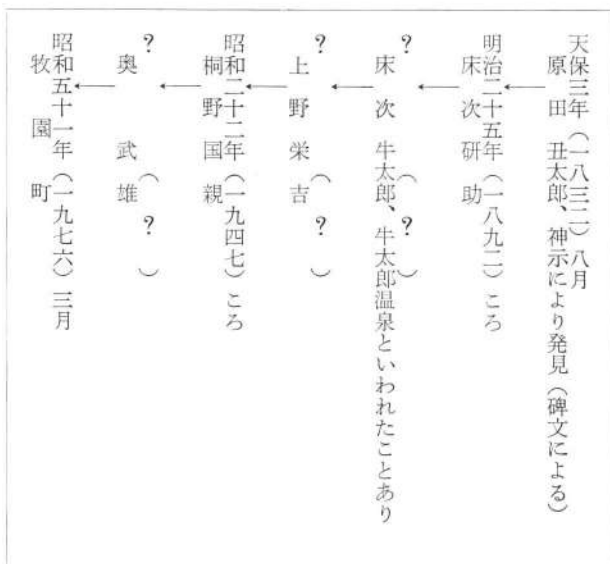 天保三年(一八三二)八月
原田丑太郎、神示により発見(碑文による)
明治二十五年(一八九二)ころ
床次研助
?(?)
床次牛太郎、牛太郎温泉といわれたことあり
?(?)
上野栄吉
昭和二十二年(一九四七)ころ
桐野国親
?(?)
奥武雄
昭和五十一年(一九七六)三月
牧園町